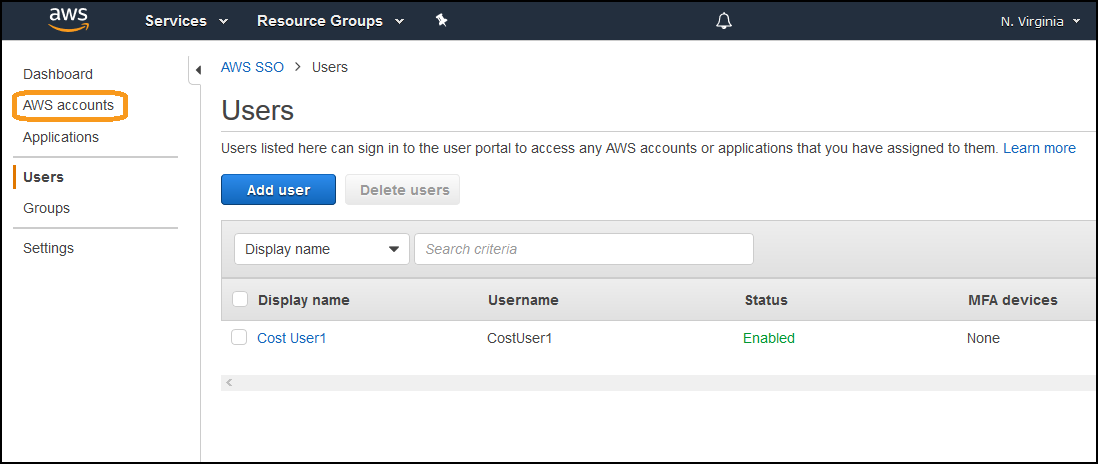 aws Services Resource Groups N. Virginia
Dashboard
AWS accounts
Applications
Users
Groups
Settings
AWS SSO > Users
Users
Users listed here can sign in to the user portal to access any AWS accounts or applications that you have assigned to them. Learn more
Add user Delete users
Display name Search criteria
Display name Username Status MFA devices
Cost User1 CostUser1 Enabled None